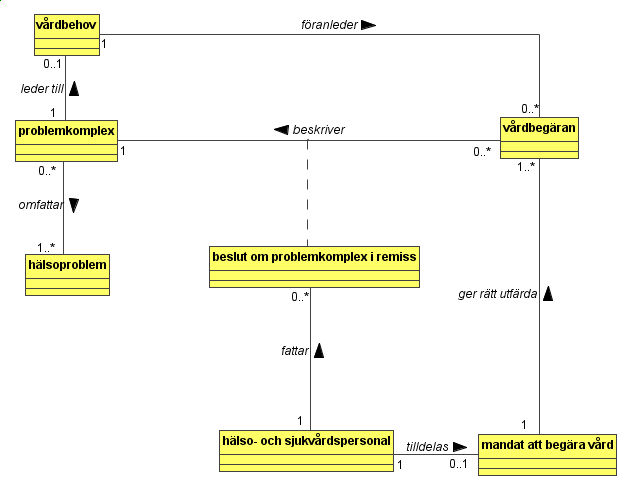 vårdbehov
föranleder
1
0..1
leder till
1
0..*
problemkomplex
beskriver
vårdbegäran
1
0..*
0..*
1..*
omfattar
1..*
hälsoproblem
beslut om problemkomplex i remiss
0..*
ger rätt utfärda
fattar
1
1
hälso- och sjukvårdspersonal
tilldelas
mandat att begära vård
1
0..1